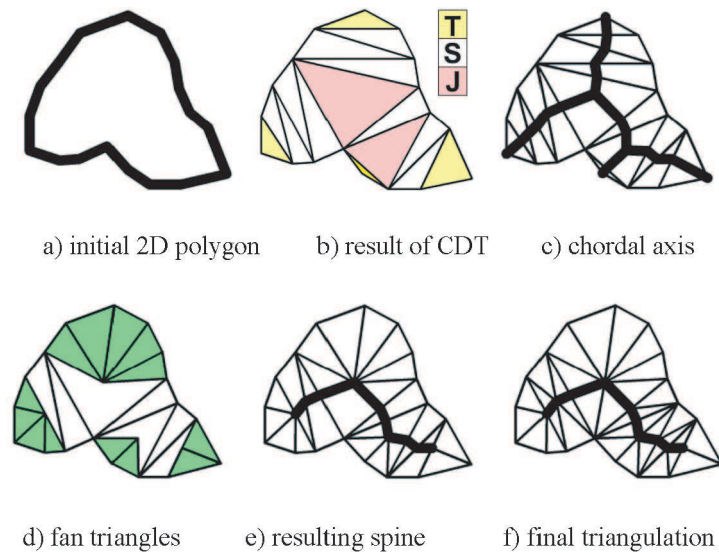 T
S
J
a) initial 2D polygon
b) result of CDT
c) chordal axis
d) fan triangles
e) resulting spine
f) final triangulation